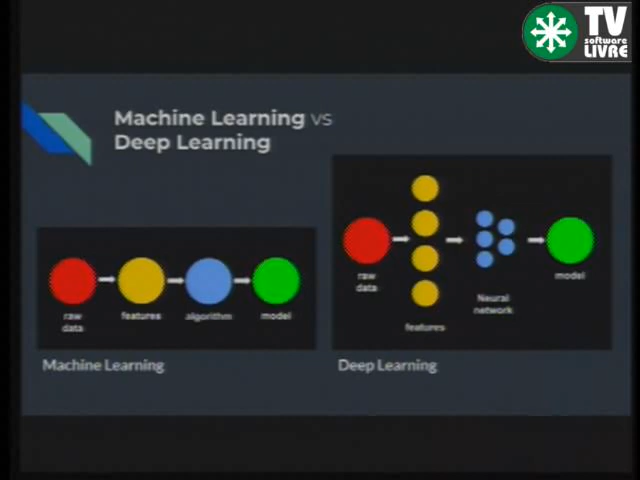 TV
software
LIVRE
Machine Learning vs
Deep Learning
raw
data
features
algorithm
model
Machine Learning
raw
data
features
Neural
network
model
Deep Learning